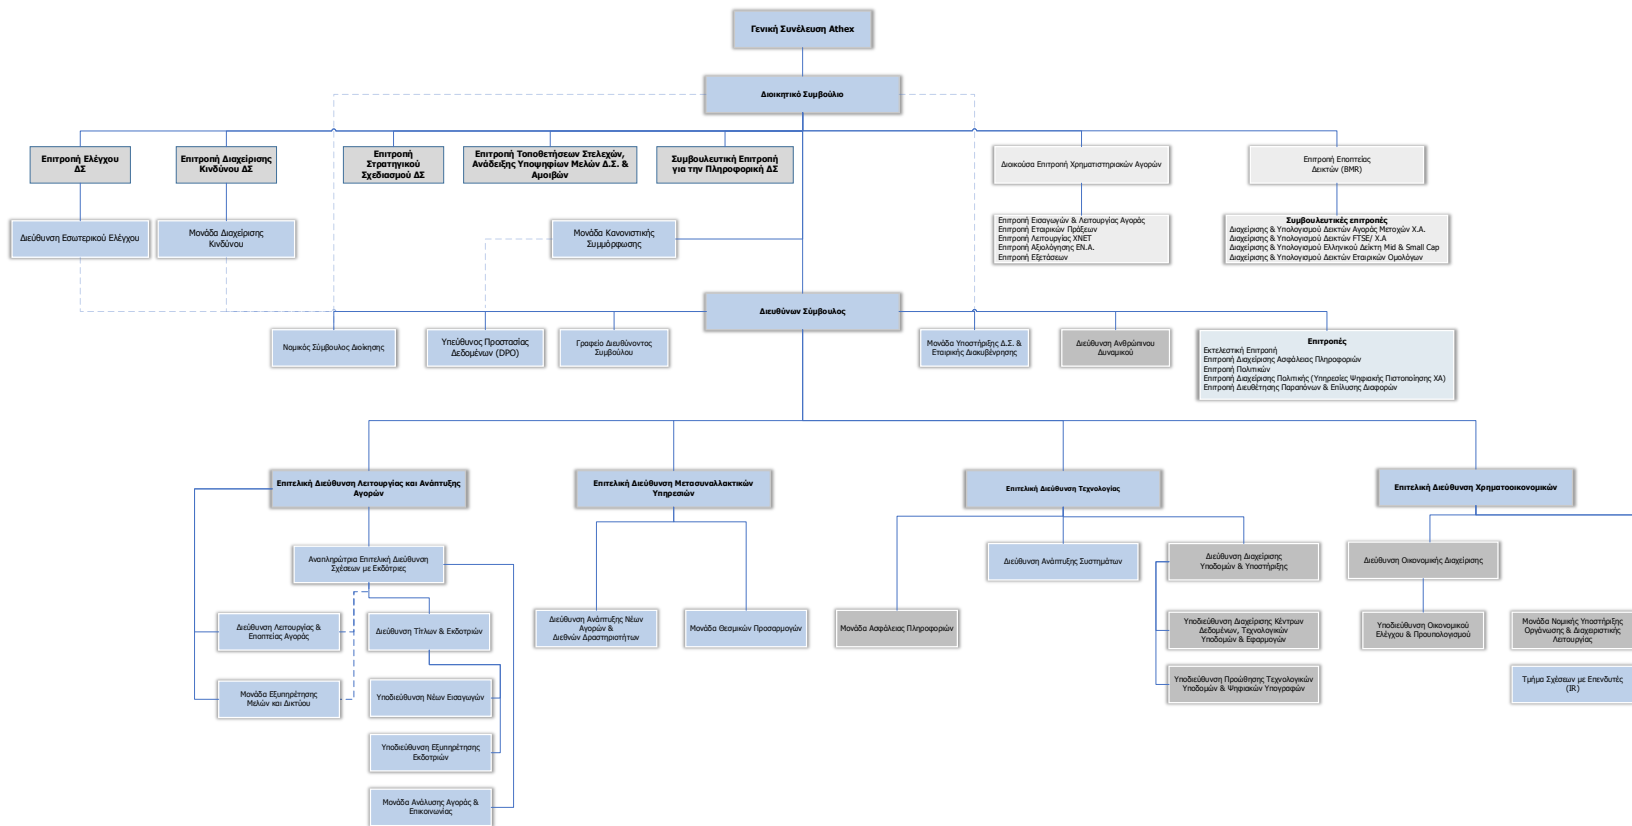 Γενική Συνέλευση Athex
Διοικητικό Συμβούλιο
Επιτροπή Ελέγχου
ΔΣ
Επιτροπή Διαχείρισης
Κινδύνου ΔΣ
Επιτροπή
Στρατηγικού
Σχεδιασμού ΔΣ
Επιτροπή Τοποθετήσεων Στελεχών,
Ανάδειξης Υποψηφίων Μελών Δ.Σ. &
Αμοιβών
Συμβουλευτική Επιτροπή
για την Πληροφορική ΔΣ
Διοικούσα Επιτροπή Χρηματιστηριακών Αγορών
Επιτροπή Εποπτείας
Δεικτών (BMR)
Διεύθυνση Εσωτερικού Ελέγχου
Μονάδα Διαχείρισης
Κινδύνου
Μονάδα Κανονιστικής
Συμμόρφωσης
Επιτροπή Εισαγωγών & Λειτουργίας Αγοράς
Επιτροπή Εταιρικών Πράξεων
Επιτροπή Λειτουργίας XNET
Επιτροπή Αξιολόγησης ΕΝ.Α.
Επιτροπή Εξετάσεων
Συμβουλευτικές επιτροπές
Διαχείρισης & Υπολογισμού Δεικτών Αγοράς Μετοχών Χ.Α.
Διαχείρισης & Υπολογισμού Δεικτών FTSE/ Χ.Α
Διαχείρισης & Υπολογισμού Ελληνικού Δείκτη Mid & Small Cap
Διαχείρισης & Υπολογισμού Δεικτών Εταιρικών Ομολόγων
Διευθύνων Σύμβουλος
Νομικός Σύμβουλος Διοίκησης
Υπεύθυνος Προστασίας
Δεδομένων (DPO)
Γραφείο Διευθύνοντος
Συμβούλου
Μονάδα Υποστήριξης Δ.Σ. &
Εταιρικής Διακυβέρνησης
Διεύθυνση Ανθρώπινου
Δυναμικού
Επιτροπές
Εκτελεστική Επιτροπή
Επιτροπή Διαχείρισης Ασφάλειας Πληροφοριών
Επιτροπή Πολιτικών
Επιτροπή Διαχείρισης Πολιτικής (Υπηρεσίες Ψηφιακής Πιστοποίησης ΧΑ)
Επιτροπή Διευθέτησης Παραπόνων & Επίλυσης Διαφορών
Επιτελική Διεύθυνση Λειτουργίας και Ανάπτυξης
Αγορών
Επιτελική Διεύθυνση Μετασυναλλακτικών
Υπηρεσιών
Επιτελική Διεύθυνση Τεχνολογίας
Επιτελική Διεύθυνση Χρηματοοικονομικών
Αναπληρώτρια Επιτελική Διεύθυνση
Σχέσεων με Εκδότριες
Διεύθυνση Ανάπτυξης Συστημάτων
Διεύθυνση Διαχείρισης
Υποδομών & Υποστήριξης
Διεύθυνση Οικονομικής Διαχείρισης
Διεύθυνση Λειτουργίας &
Εποπτείας Αγοράς
Διεύθυνση Τίτλων & Εκδοτριών
Διεύθυνση Ανάπτυξης Νέων
Αγορών &
Διεθνών Δραστηριοτήτων
Μονάδα Θεσμικών Προσαρμογών
Μονάδα Ασφάλειας Πληροφοριών
Υποδιεύθυνση Διαχείρισης Κέντρων
Δεδομένων, Τεχνολογικών
Υποδομών & Εφαρμογών
Υποδιεύθυνση Οικονομικού
Ελέγχου & Προυπολογισμού
Μονάδα Νομικής Υποστήριξης
Οργάνωσης & Διαχειριστικής
Λειτουργίας
Μονάδα Εξυπηρέτησης
Μελών και Δικτύου
Υποδιεύθυνση Νέων Εισαγωγών
Υποδιεύθυνση Προώθησης Τεχνολογικών
Υποδομών & Ψηφιακών Υπογραφών
Τμήμα Σχέσεων με Επενδυτές
(IR)
Υποδιεύθυνση Εξυπηρέτησης
Εκδοτριών
Μονάδα Ανάλυσης Αγοράς &
Επικοινωνίας